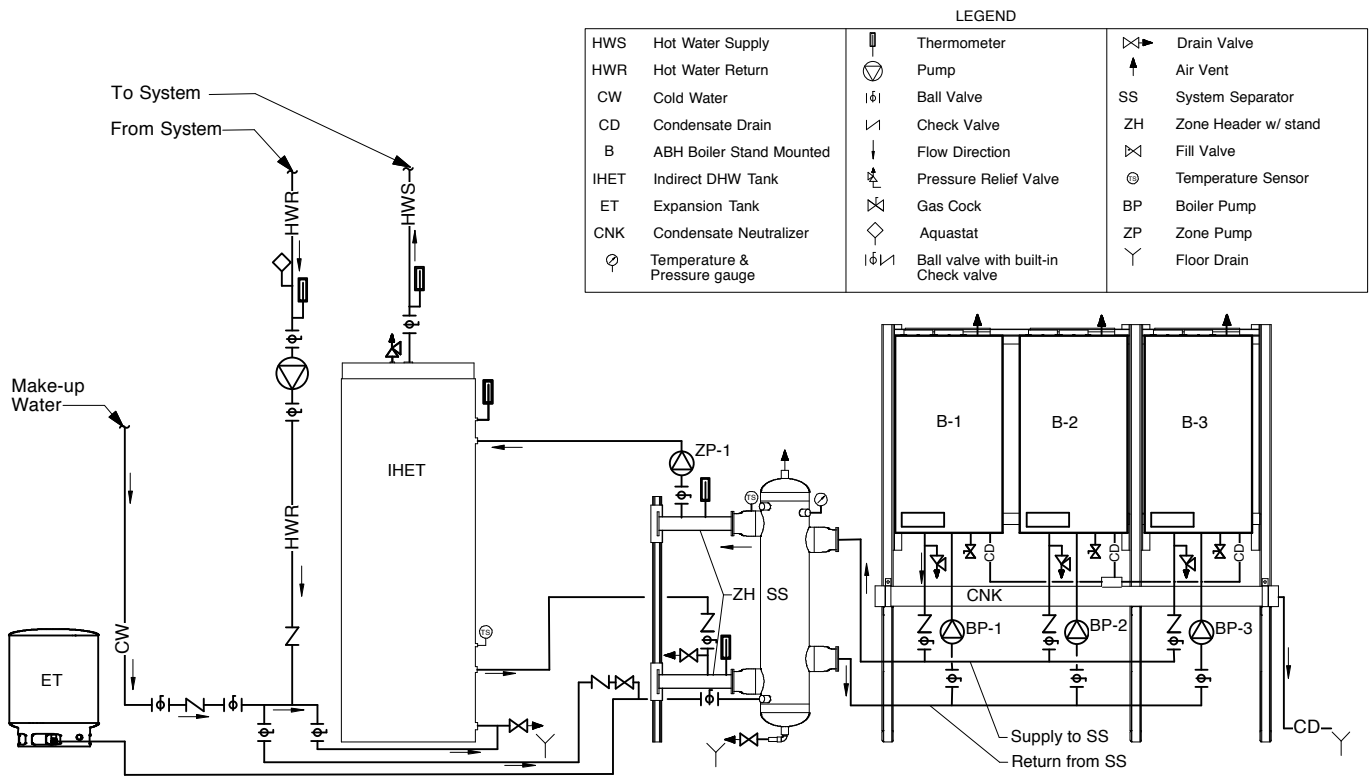 LEGEND
HWS Hot Water Supply
HWR Hot Water Return
CW Cold Water
CD Condensate Drain
B ABH Boiler Stand Mounted
IHET Indirect DHW Tank
ET Expansion Tank
CNK Condensate Neutralizer
Temperature &
Pressure gauge
Thermometer
Pump
Ball Valve
Check Valve
Flow Direction
Pressure Relief Valve
Gas Cock
Aquastat
Ball valve with built-in
Check valve
Drain Valve
Air Vent
SS System Separator
ZH Zone Header w/ stand
Fill Valve
TS Temperature Sensor
BP Boiler Pump
ZP Zone Pump
Floor Drain
To System
From System
HWR
HWS
Make-up
Water
HWR
CW
ET
IHET
TS
ZP-1
TS
ZH
SS
B-1
B-2
B-3
CD
CD
CD
CNK
BP-1
BP-2
BP-3
Supply to SS
Return from SS
CD